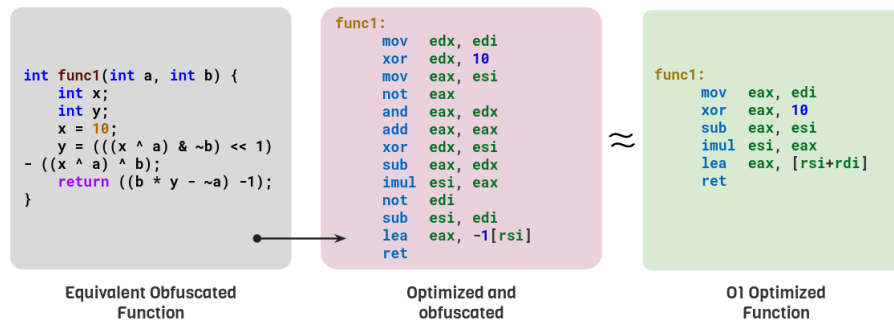 int func1(int a, int b) {
int x;
int y;
x = 10;
y = (((x ^ a) & ~b) << 1)
- ((x ^ a) ^ b);
return ((b * y - ~a) -1);
}
func1:
mov edx, edi
xor edx, 10
mov eax, esi
not eax
and eax, edx
add eax, eax
xor edx, esi
sub eax, edx
imul esi, eax
not edi
sub esi, edi
lea eax, -1[rsi]
ret
≈
func1:
mov eax, edi
xor eax, 10
sub eax, esi
imul esi, eax
lea eax, [rsi+rdi]
ret
Equivalent Obfuscated
Function
Optimized and
obfuscated
O1 Optimized
Function